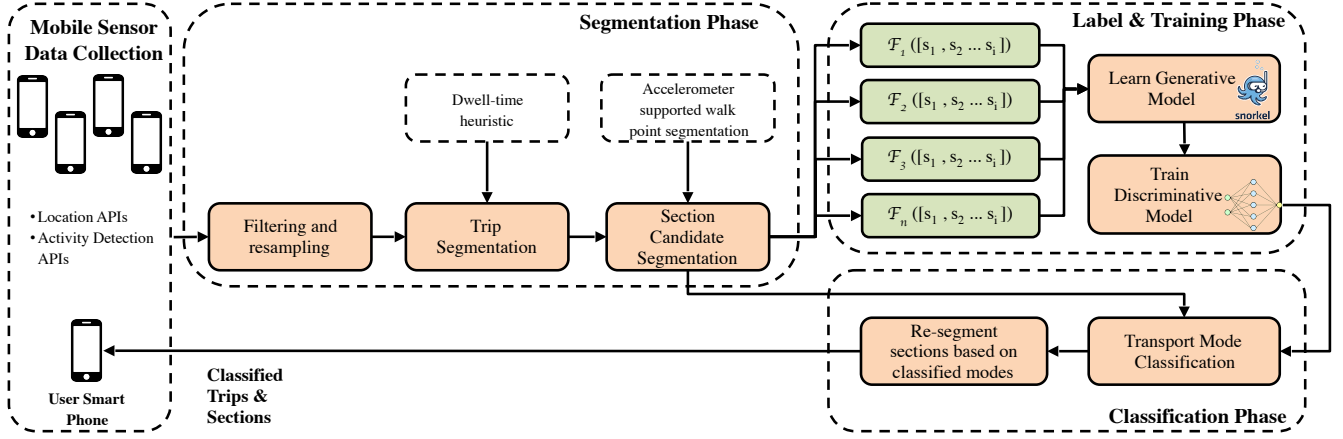 Mobile Sensor
Data Collection
• Location APIs
• Activity Detection
APIs
User Smart
Phone
Segmentation Phase
Dwell-time
heuristic
Accelerometer
supported walk
point segmentation
Filtering and
resampling
Trip
Segmentation
Section
Candidate
Segmentation
Label & Training Phase
ℱ1 ([s1 , s2 ... si])
ℱ2 ([s1 , s2 ... si])
ℱ3 ([s1 , s2 ... si])
ℱn ([s1 , s2 ... si])
Learn Generative
Model
snorkel
Train
Discriminative
Model
Re-segment
sections based on
classified modes
Transport Mode
Classification
Classification Phase
Classified
Trips &
Sections